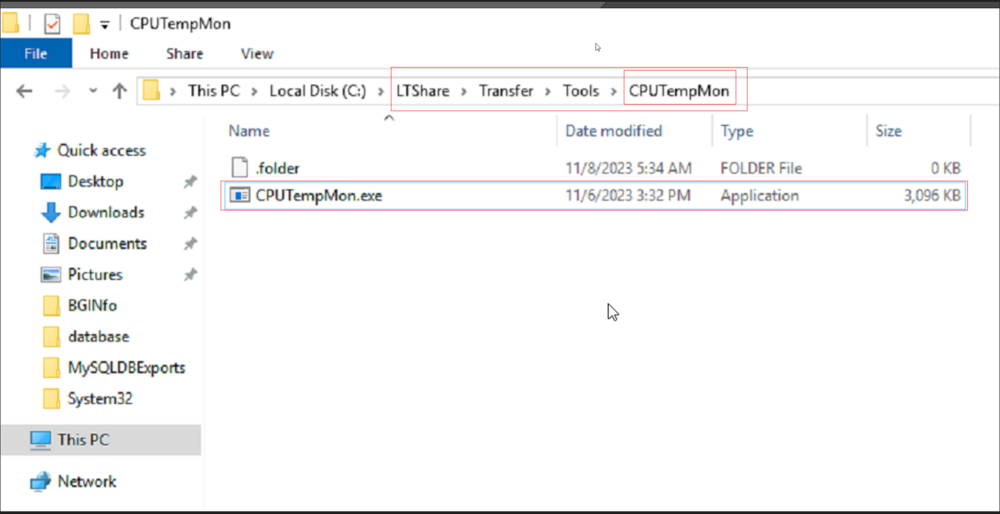 CPUTempMon
File Home Share View
This PC Local Disk (C:) LTShare Transfer Tools CPUTempMon
Name Date modified Type Size
Quick access
Desktop
Downloads
Documents
Pictures
BGINfo
database
MySQLDBExports
System32
This PC
Network
.folder 11/8/2023 5:34 AM FOLDER File 0 KB
CPUTempMon.exe 11/6/2023 3:32 PM Application 3,096 KB